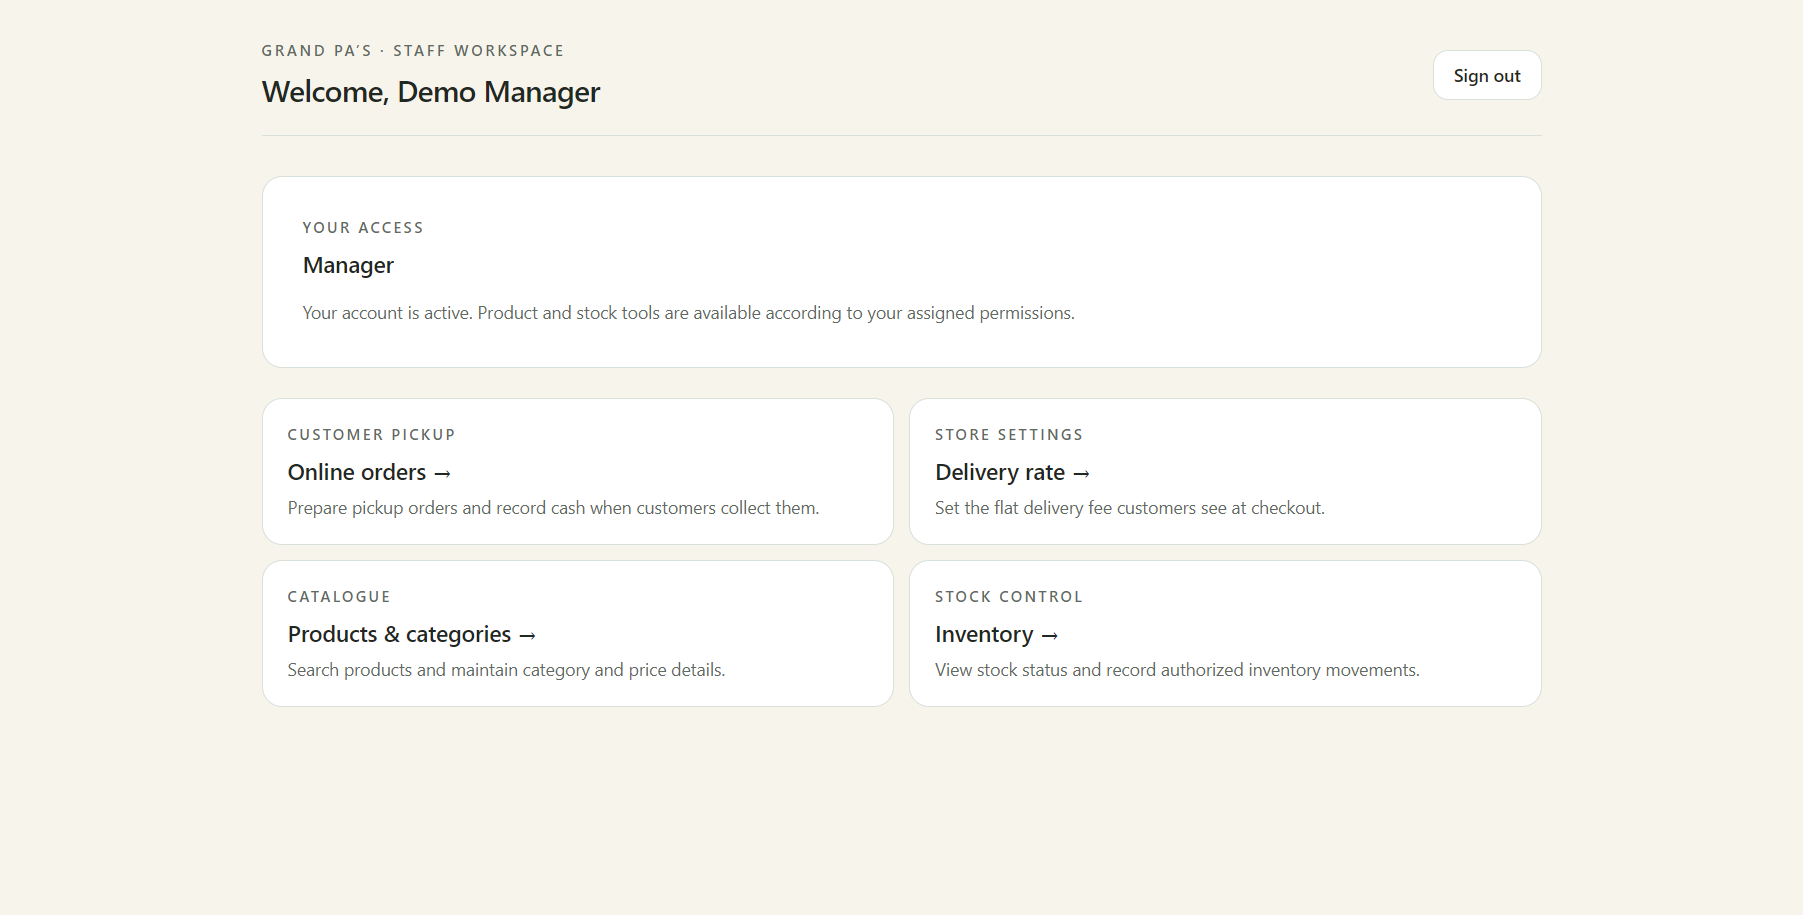 GRAND PA'S · STAFF WORKSPACE
Welcome, Demo Manager
Sign out
YOUR ACCESS
Manager
Your account is active. Product and stock tools are available according to your assigned permissions.
CUSTOMER PICKUP
Online orders →
Prepare pickup orders and record cash when customers collect them.
STORE SETTINGS
Delivery rate →
Set the flat delivery fee customers see at checkout.
CATALOGUE
Products & categories →
Search products and maintain category and price details.
STOCK CONTROL
Inventory →
View stock status and record authorized inventory movements.